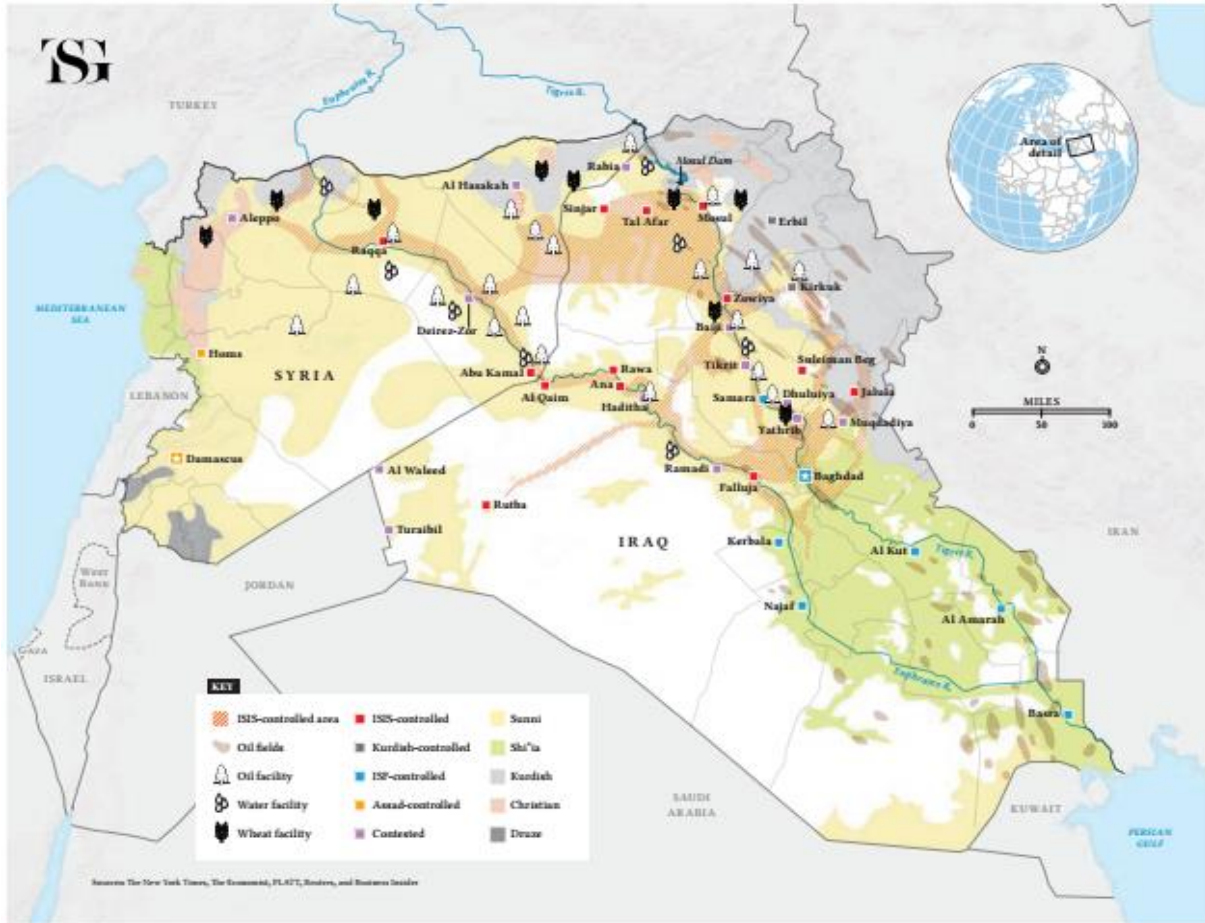 TSG
TURKEY
Euphrates R.
Tigris R.
Area of
detail
Rabia
Mosul Dam
Al Hasakah
Aleppo
Sinjar
Tal Afar
Mosul
Erbil
Raqqa
Kirkuk
Zowiya
MEDITERRANEAN
SEA
Baiji
Deirez-Zor
Homs
Tikrit
Suleiman Beg
N
SYRIA
Abu Kamal
Rawa
Al-Qaim
Ana
Samara
Dhuluiya
Jalula
MILES
LEBANON
Haditha
Yathrib
Muqdadiya
0
50
100
Damascus
Al Waleed
Ramadi
Baghdad
Falluja
Rutba
Turaibil
IRAQ
Kerbala
Al Kut
Tigris R.
IRAN
West
Bank
JORDAN
Najaf
Al Amarah
GAZA
ISRAEL
Euphrates R.
KEY
ISIS-controlled area
ISIS-controlled
Sunni
Basra
Oil fields
Kurdish-controlled
Shi'ia
Oil facility
ISF-controlled
Kurdish
Water facility
Assad-controlled
Christian
SAUDI
ARABIA
KUWAIT
Wheat facility
Contested
Druze
PERSIAN
GULF
Sources: The New York Times, The Economist, PLATT, Reuters, and Business Insider